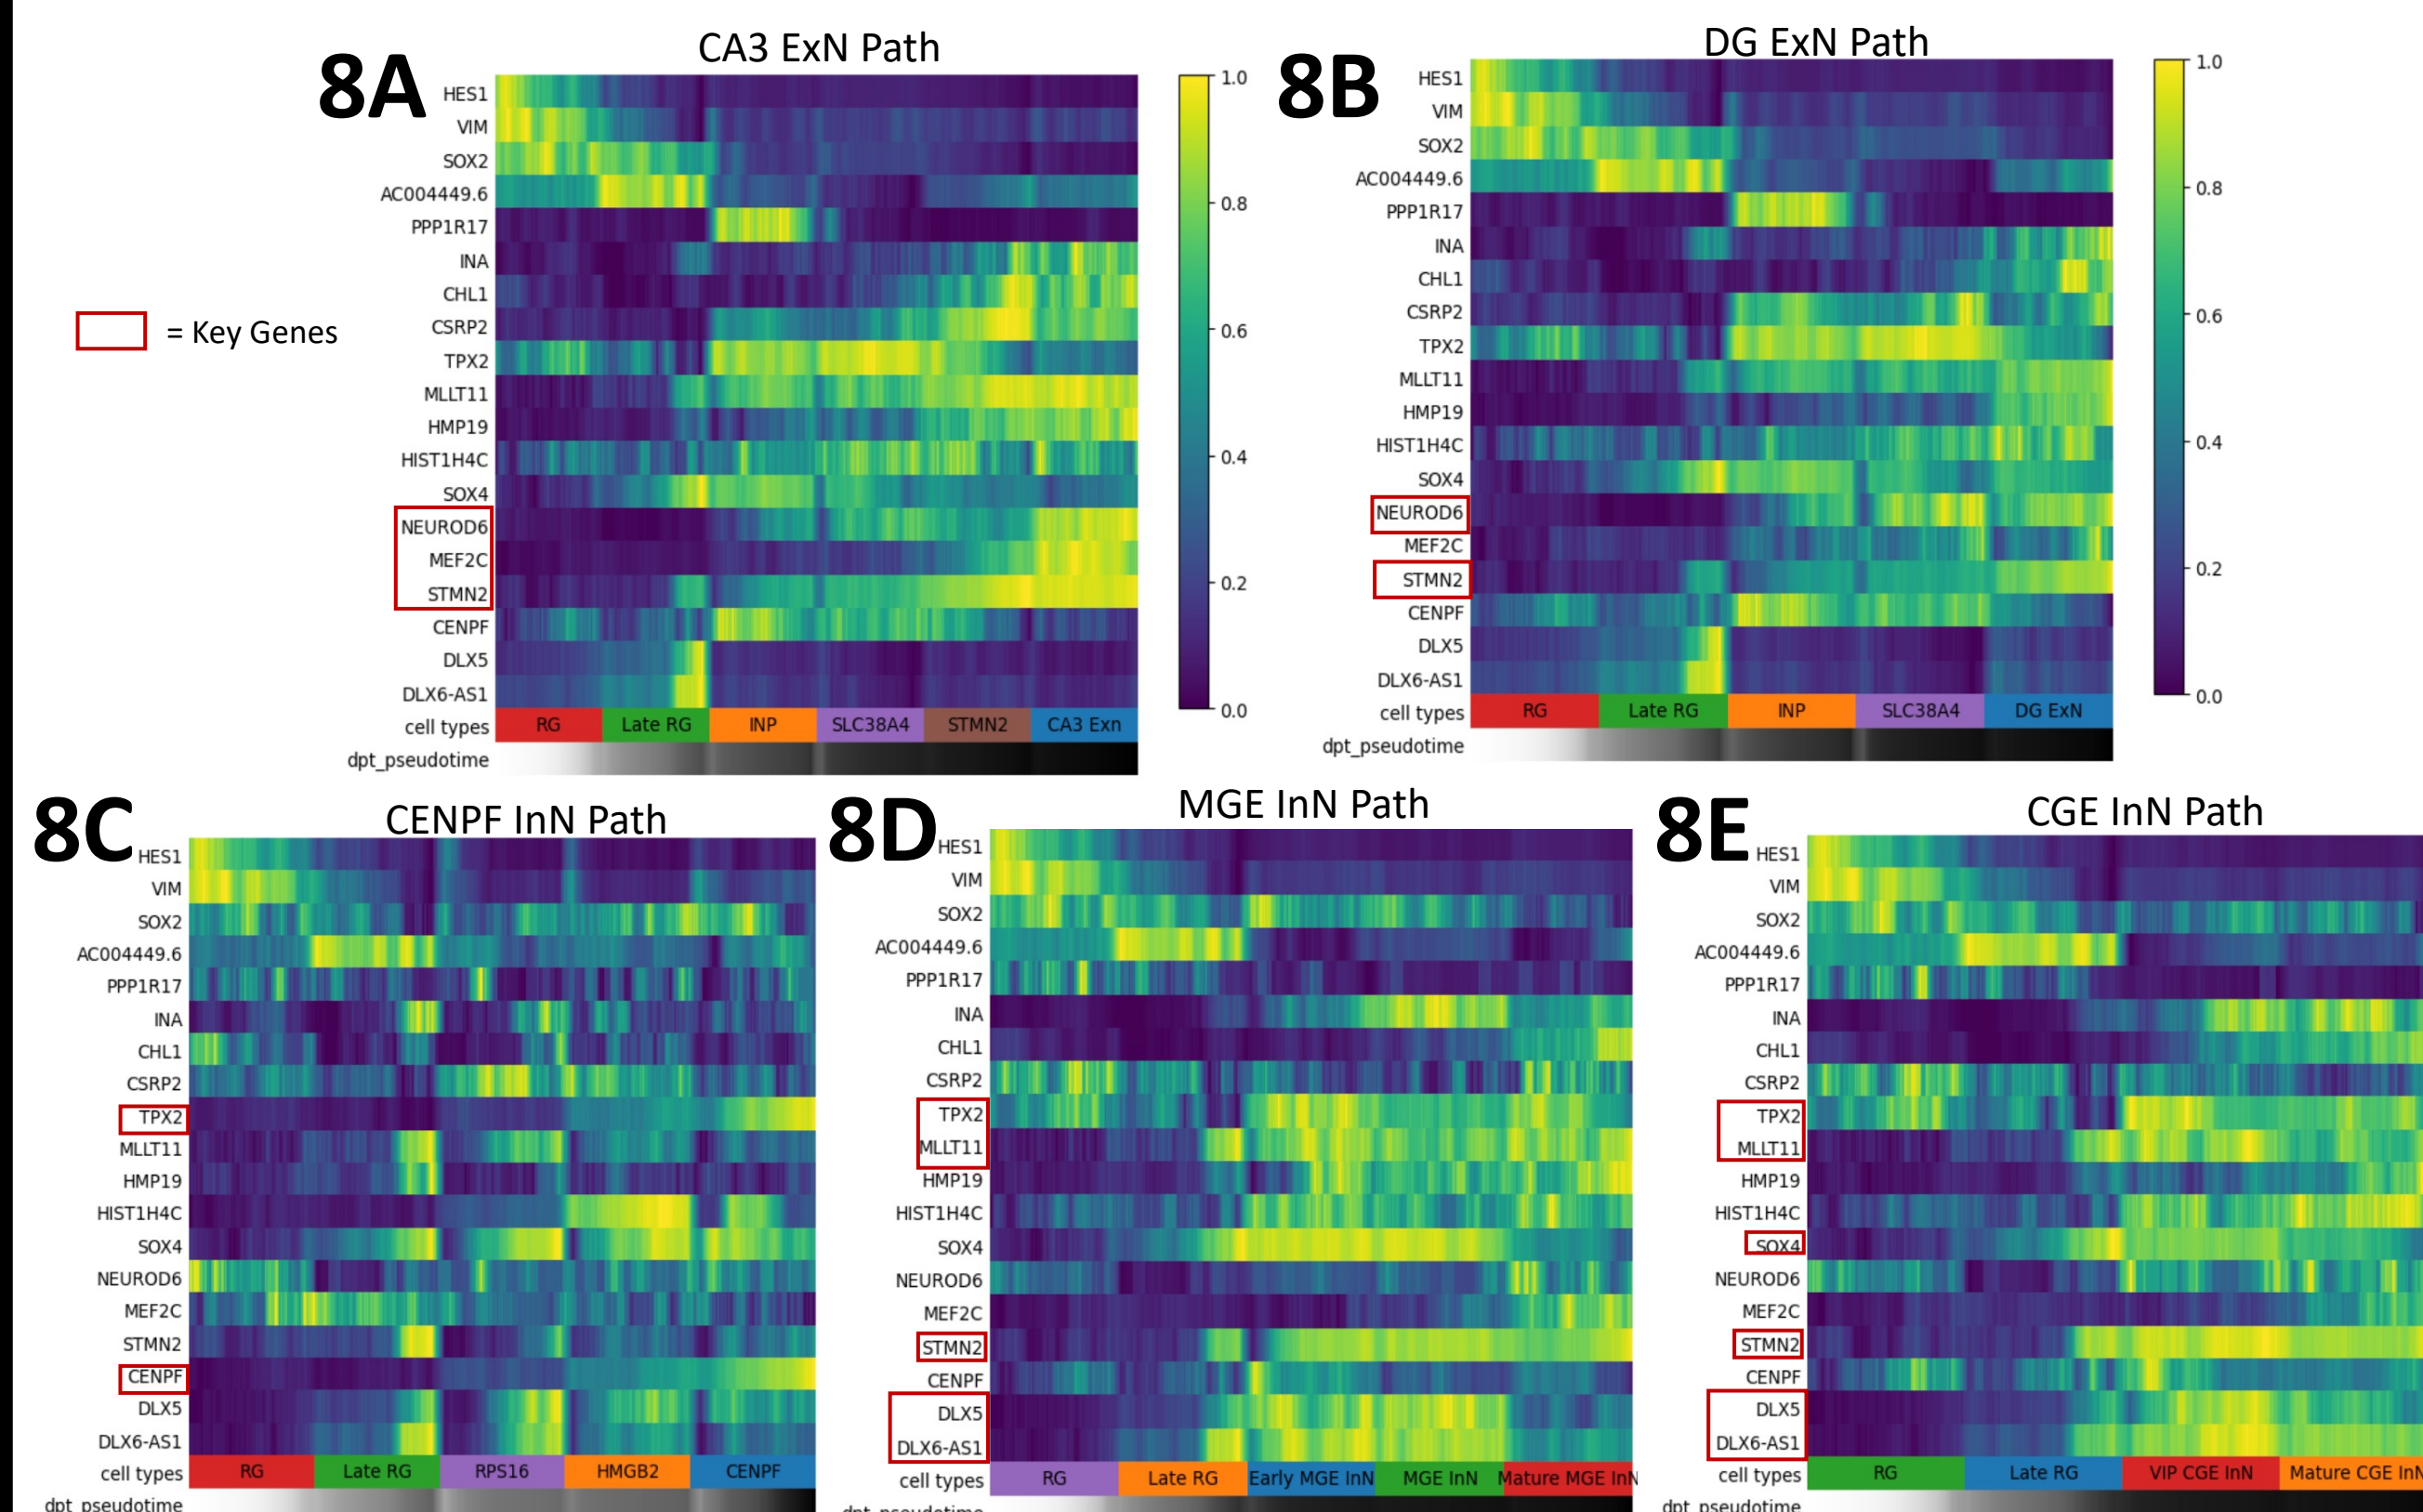 8A
CA3 ExN Path
HES1
VIM
SOX2
AC004449.6
PPP1R17
INA
CHL1
CSRP2
TPX2
MLLT11
HMP19
HIST1H4C
SOX4
NEUROD6
MEF2C
STMN2
CENPF
DLX5
DLX6-AS1
cell types RG Late RG INP SLC38A4 STMN2 CA3 Exn
dpt_pseudotime
1.0
0.8
0.6
0.4
0.2
0.0
= Key Genes
8B
DG ExN Path
HES1
VIM
SOX2
AC004449.6
PPP1R17
INA
CHL1
CSRP2
TPX2
MLLT11
HMP19
HIST1H4C
SOX4
NEUROD6
MEF2C
STMN2
CENPF
DLX5
DLX6-AS1
cell types RG Late RG INP SLC38A4 DG ExN
dpt_pseudotime
1.0
0.8
0.6
0.4
0.2
0.0
8C
CENPF InN Path
HES1
VIM
SOX2
AC004449.6
PPP1R17
INA
CHL1
CSRP2
TPX2
MLLT11
HMP19
HIST1H4C
SOX4
NEUROD6
MEF2C
STMN2
CENPF
DLX5
DLX6-AS1
cell types RG Late RG RPS16 HMGB2 CENPF
dpt_pseudotime
8D
MGE InN Path
HES1
VIM
SOX2
AC004449.6
PPP1R17
INA
CHL1
CSRP2
TPX2
MLLT11
HMP19
HIST1H4C
SOX4
NEUROD6
MEF2C
STMN2
CENPF
DLX5
DLX6-AS1
cell types RG Late RG Early MGE InN MGE InN Mature MGE InN
dpt_pseudotime
8E
CGE InN Path
HES1
VIM
SOX2
AC004449.6
PPP1R17
INA
CHL1
CSRP2
TPX2
MLLT11
HMP19
HIST1H4C
SOX4
NEUROD6
MEF2C
STMN2
CENPF
DLX5
DLX6-AS1
cell types RG Late RG VIP CGE InN Mature CGE InN
dpt_pseudotime